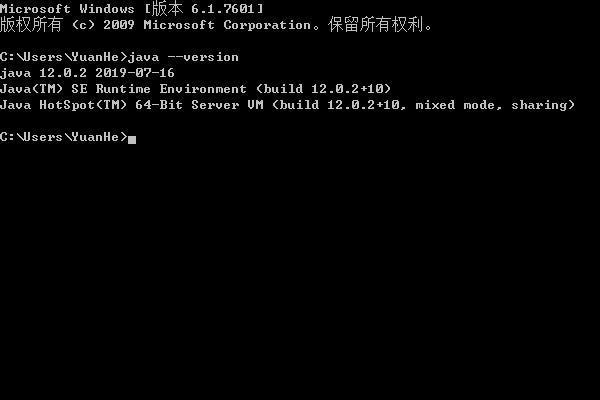 Microsoft Windows [版本 6.1.7601]
版权所有 (c) 2009 Microsoft Corporation。保留所有权利。
C:\Users\YuanHe>java --version
java 12.0.2 2019-07-16
Java(TM) SE Runtime Environment (build 12.0.2+10)
Java HotSpot(TM) 64-Bit Server VM (build 12.0.2+10, mixed mode, sharing)
C:\Users\YuanHe>